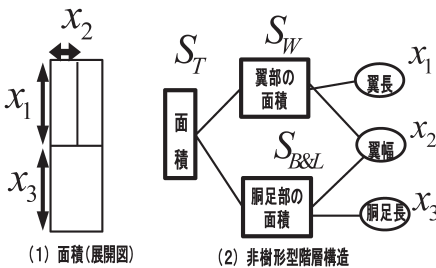 x₂
x₁
x₃
(1) 面積(展開図)
S_T
面積
S_W
翼部の
面積
S_{B&L}
胴足部の
面積
x₁
翼長
x₂
翼幅
x₃
胴足長
(2) 非樹形型階層構造